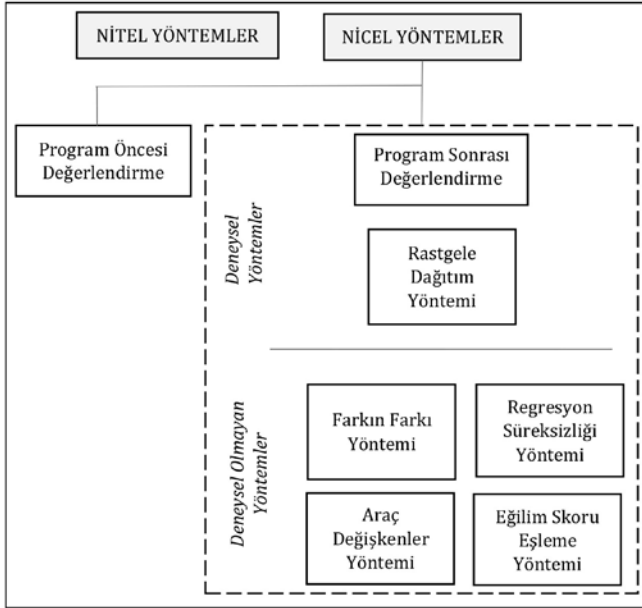 NİTEL YÖNTEMLER
NİCEL YÖNTEMLER
Program Öncesi
Değerlendirme
Program Sonrası
Değerlendirme
Deneysel
Yöntemler
Rastgele
Dağıtım
Yöntemi
Deneysel Olmayan
Yöntemler
Farkın Farkı
Yöntemi
Regresyon
Süreksizliği
Yöntemi
Araç
Değişkenler
Yöntemi
Eğilim Skoru
Eşleme
Yöntemi